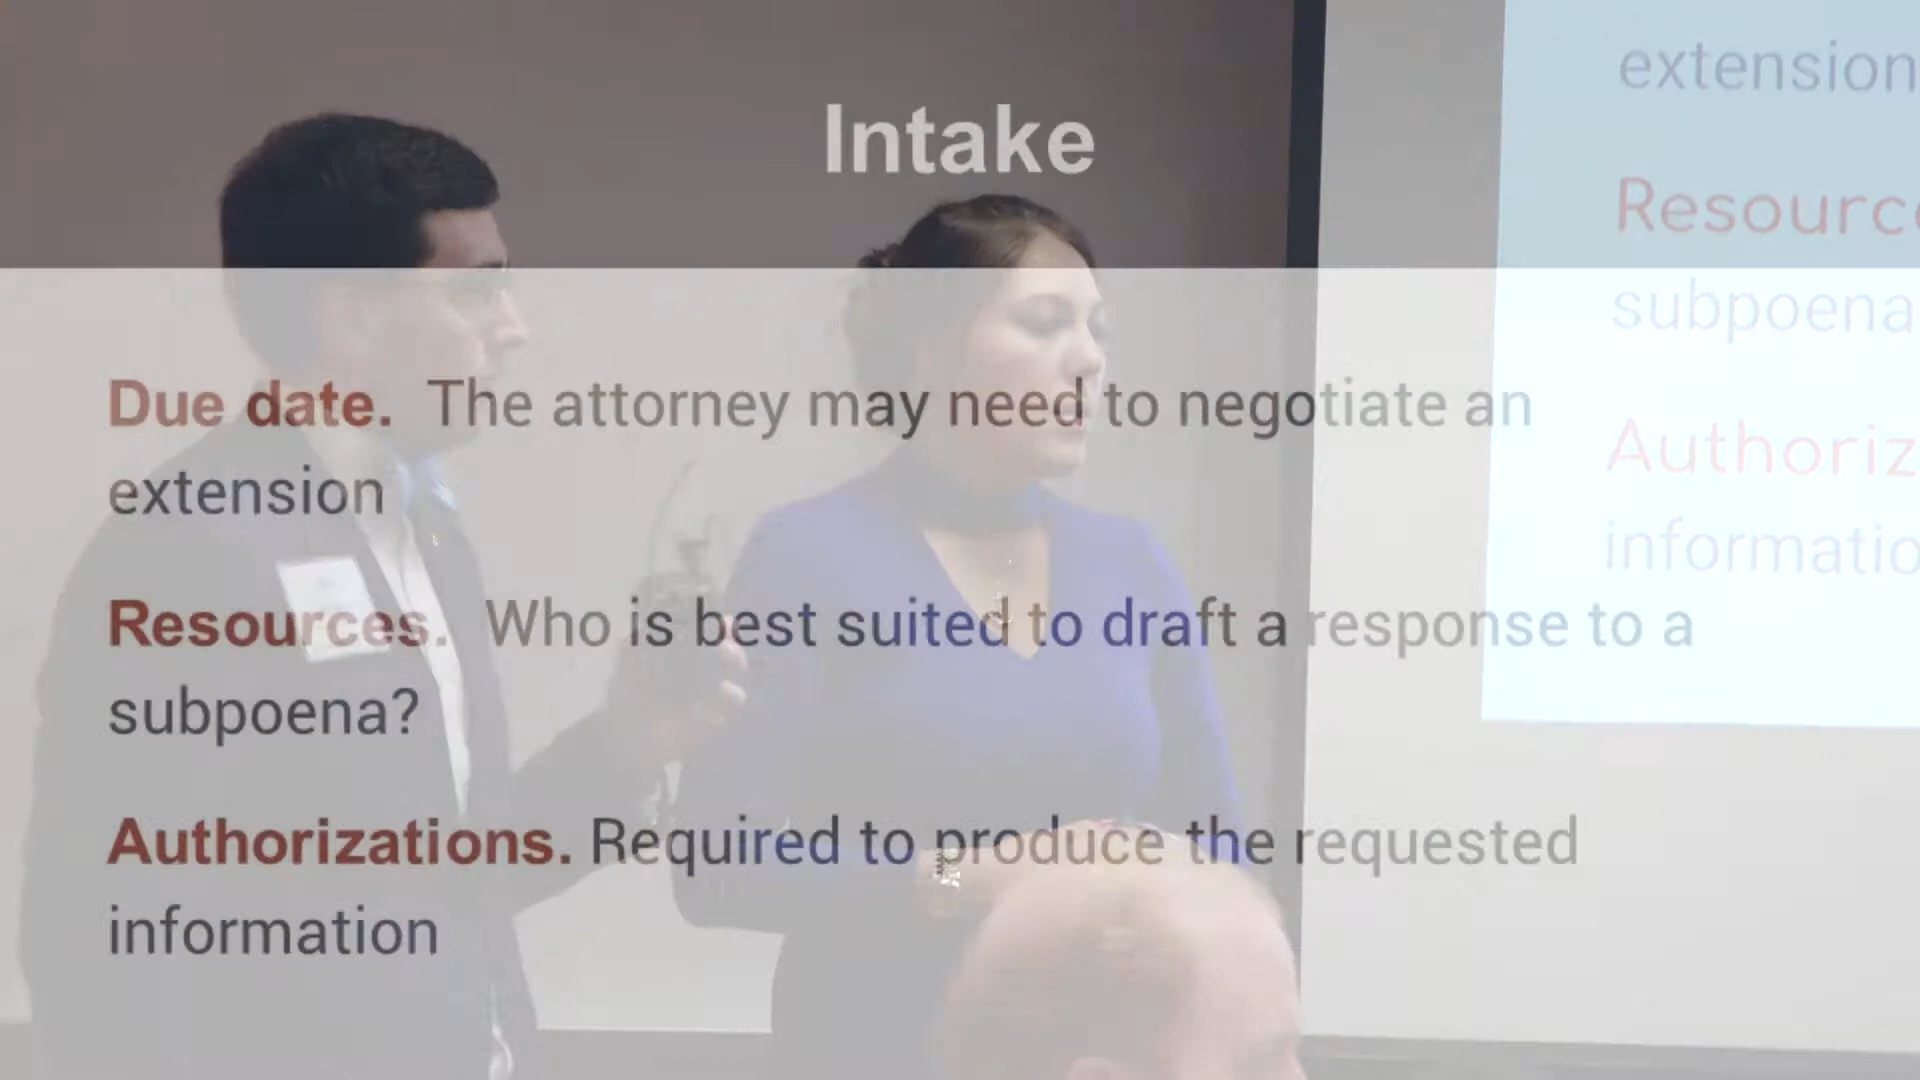 Intake
Due date. The attorney may need to negotiate an
extension
Resources. Who is best suited to draft a response to a
subpoena?
Authorizations. Required to produce the requested
information
extension
Resourc
subpoena
Authoriz
informatio